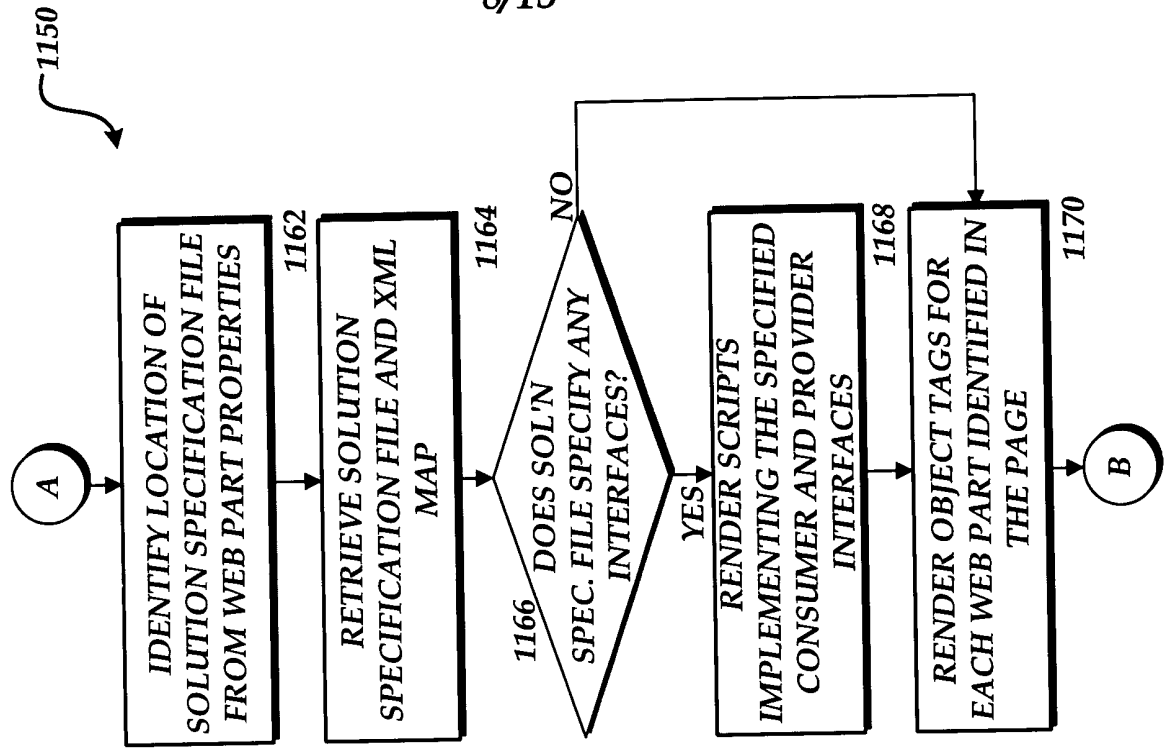 1150
A
IDENTIFY LOCATION OF
SOLUTION SPECIFICATION FILE
FROM WEB PART PROPERTIES
1162
RETRIEVE SOLUTION
SPECIFICATION FILE AND XML
MAP
1164
DOES SOL'N
SPEC. FILE SPECIFY ANY
INTERFACES?
1166
NO
YES
RENDER SCRIPTS
IMPLEMENTING THE SPECIFIED
CONSUMER AND PROVIDER
INTERFACES
1168
RENDER OBJECT TAGS FOR
EACH WEB PART IDENTIFIED IN
THE PAGE
1170
B